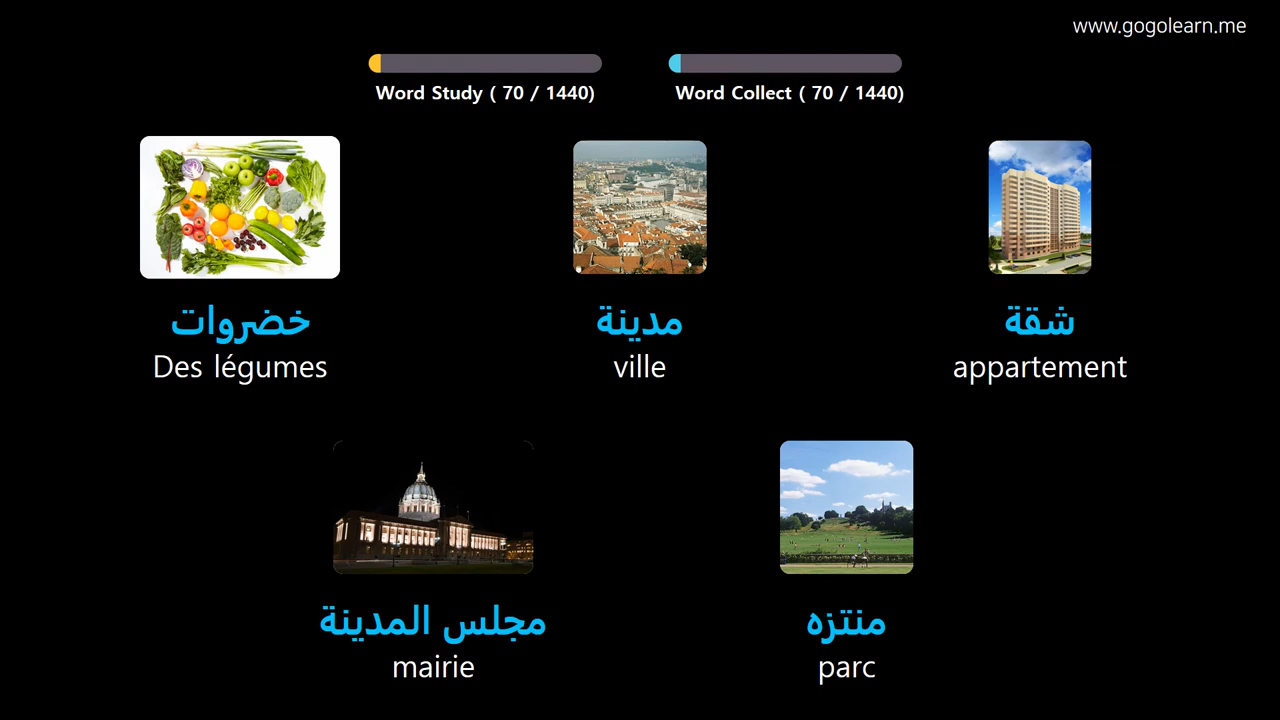 www.gogolearn.me
Word Study ( 70 / 1440)
Word Collect ( 70 / 1440)
خضروات
Des légumes
مدينة
ville
شقة
appartement
مجلس المدينة
mairie
منتزه
parc